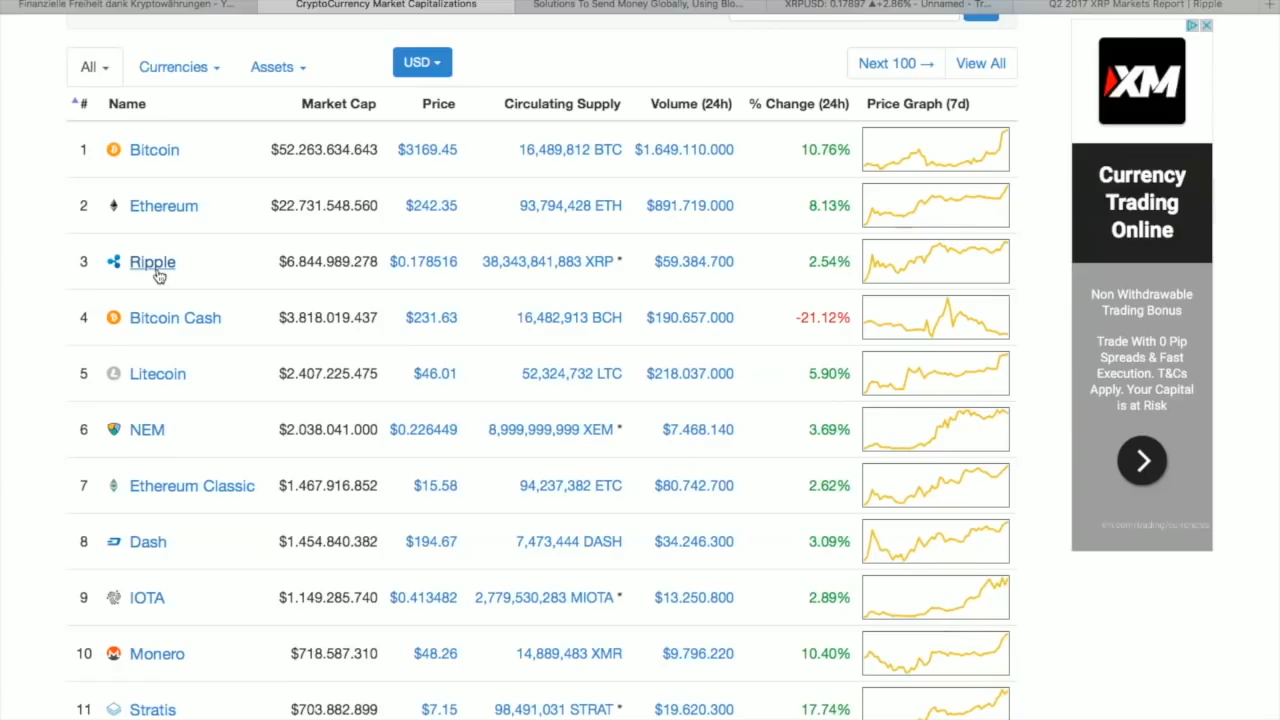 Finanzielle Freiheit dank Kryptowährungen - Y...
CryptoCurrency Market Capitalizations
Solutions To Send Money Globally, Using Blo...
XRPUSD: 0.17897 ▲+2.86% - Unnamed - Tr...
Q2 2017 XRP Markets Report | Ripple
All Currencies Assets USD Next 100 → View All
# Name Market Cap Price Circulating Supply Volume (24h) % Change (24h) Price Graph (7d)
1 Bitcoin $52.263.634.643 $3169.45 16,489,812 BTC $1.649.110.000 10.76%
2 Ethereum $22.731.548.560 $242.35 93,794,428 ETH $891.719.000 8.13%
3 Ripple $6.844.989.278 $0.178516 38,343,841,883 XRP * $59.384.700 2.54%
4 Bitcoin Cash $3.818.019.437 $231.63 16,482,913 BCH $190.657.000 -21.12%
5 Litecoin $2.407.225.475 $46.01 52,324,732 LTC $218.037.000 5.90%
6 NEM $2.038.041.000 $0.226449 8,999,999,999 XEM * $7.468.140 3.69%
7 Ethereum Classic $1.467.916.852 $15.58 94,237,382 ETC $80.742.700 2.62%
8 Dash $1.454.840.382 $194.67 7,473,444 DASH $34.246.300 3.09%
9 IOTA $1.149.285.740 $0.413482 2,779,530,283 MIOTA * $13.250.800 2.89%
10 Monero $718.587.310 $48.26 14,889,483 XMR $9.796.220 10.40%
11 Stratis $703.882.899 $7.15 98,491,031 STRAT * $19.620.300 17.74%
XM
Currency
Trading
Online
Non Withdrawable
Trading Bonus
Trade With 0 Pip
Spreads & Fast
Execution. T&Cs
Apply. Your Capital
is at Risk